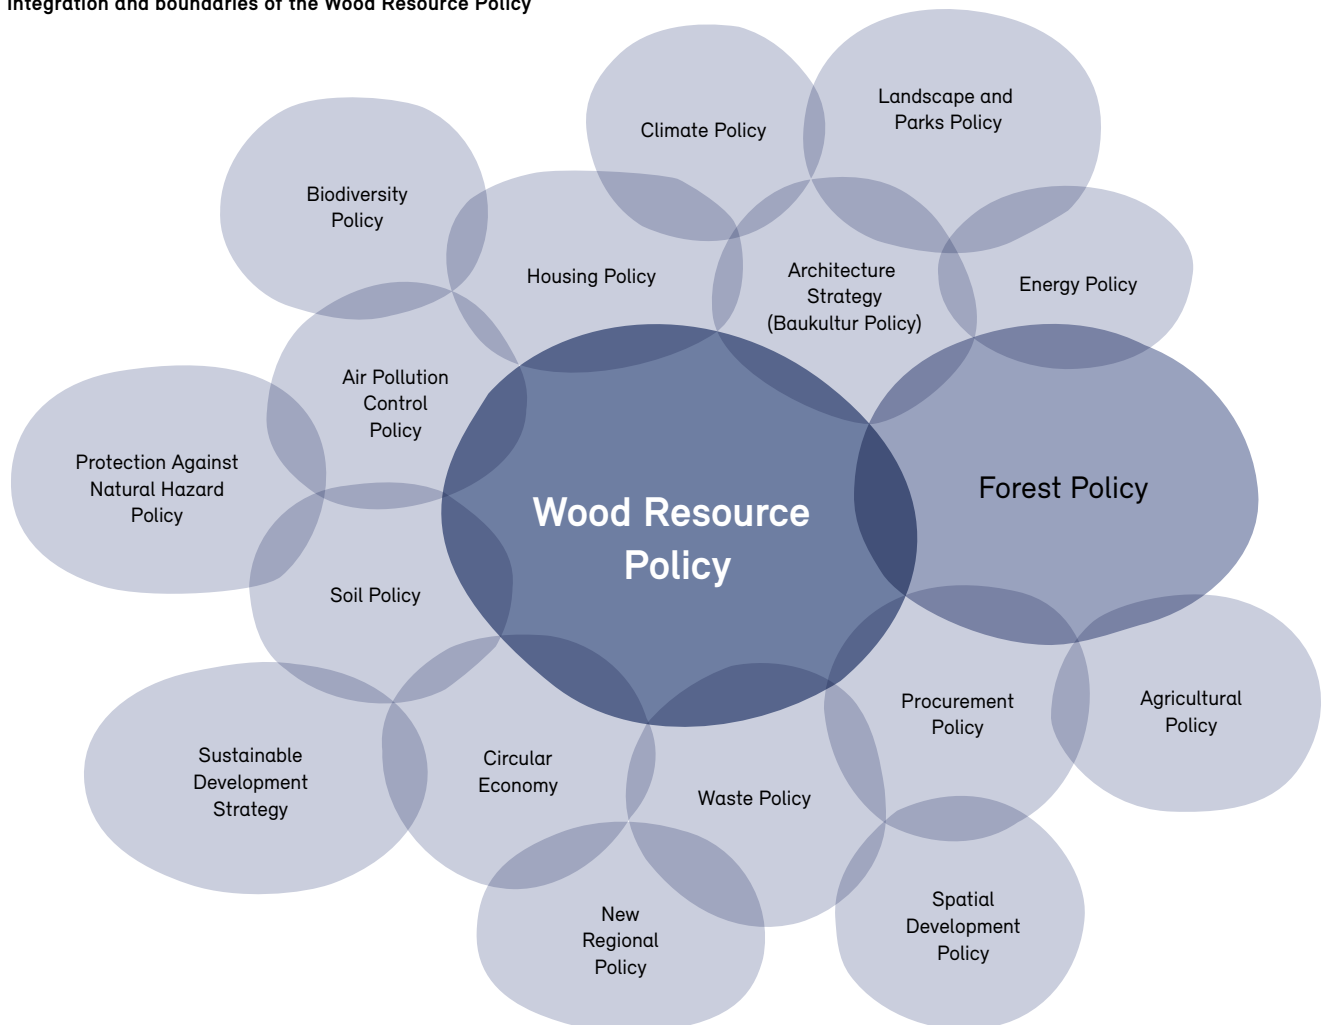 Integration and boundaries of the Wood Resource Policy
Landscape and
Parks Policy
Climate Policy
Biodiversity
Policy
Housing Policy
Architecture
Strategy
(Baukultur Policy)
Energy Policy
Air Pollution
Control
Policy
Protection Against
Natural Hazard
Policy
Wood Resource
Policy
Forest Policy
Soil Policy
Procurement
Policy
Agricultural
Policy
Sustainable
Development
Strategy
Circular
Economy
Waste Policy
New
Regional
Policy
Spatial
Development
Policy